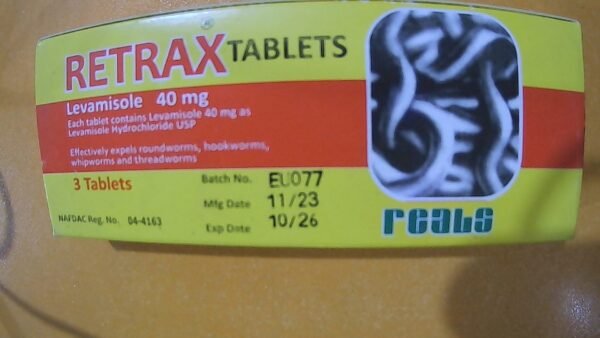 RETRAX® TABLETS
Levamisole 40 mg
Each tablet contains Levamisole 40 mg as
Levamisole Hydrochloride USP
Effectively expels roundworms, hookworms,
whipworms and threadworms
3 Tablets
Batch No. EU077
Mfg Date 11/23
NAFDAC Reg. No. 04-4163
Exp Date 10/26
reals